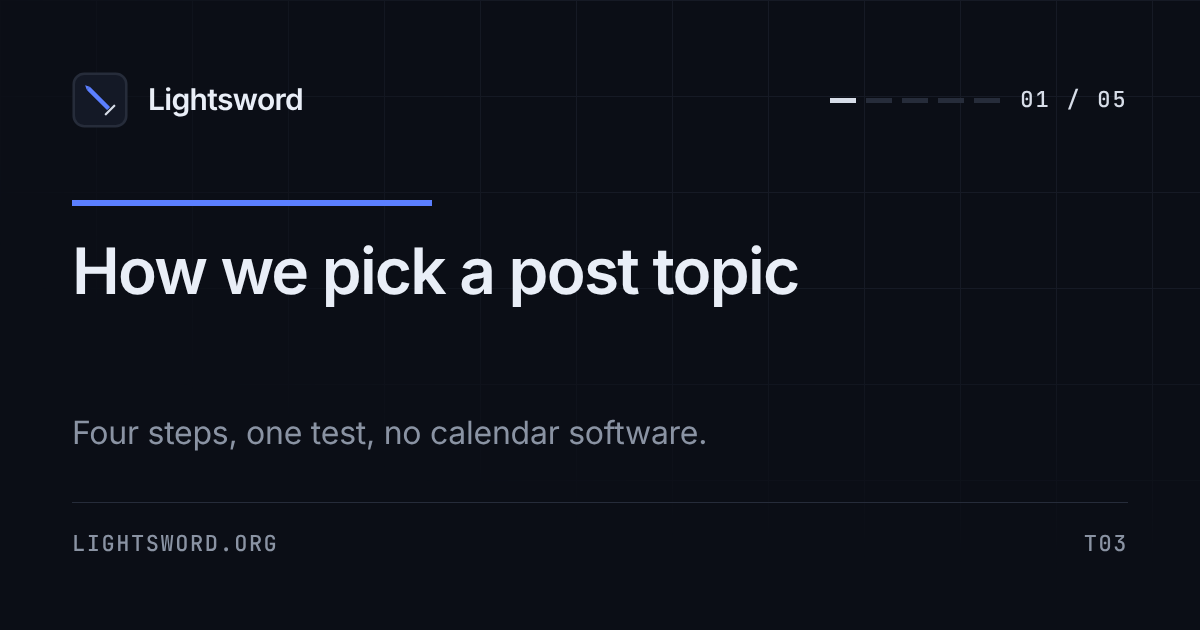 Lightsword
01 / 05
How we pick a post topic
Four steps, one test, no calendar software.
LIGHTSWORD.ORG
T03